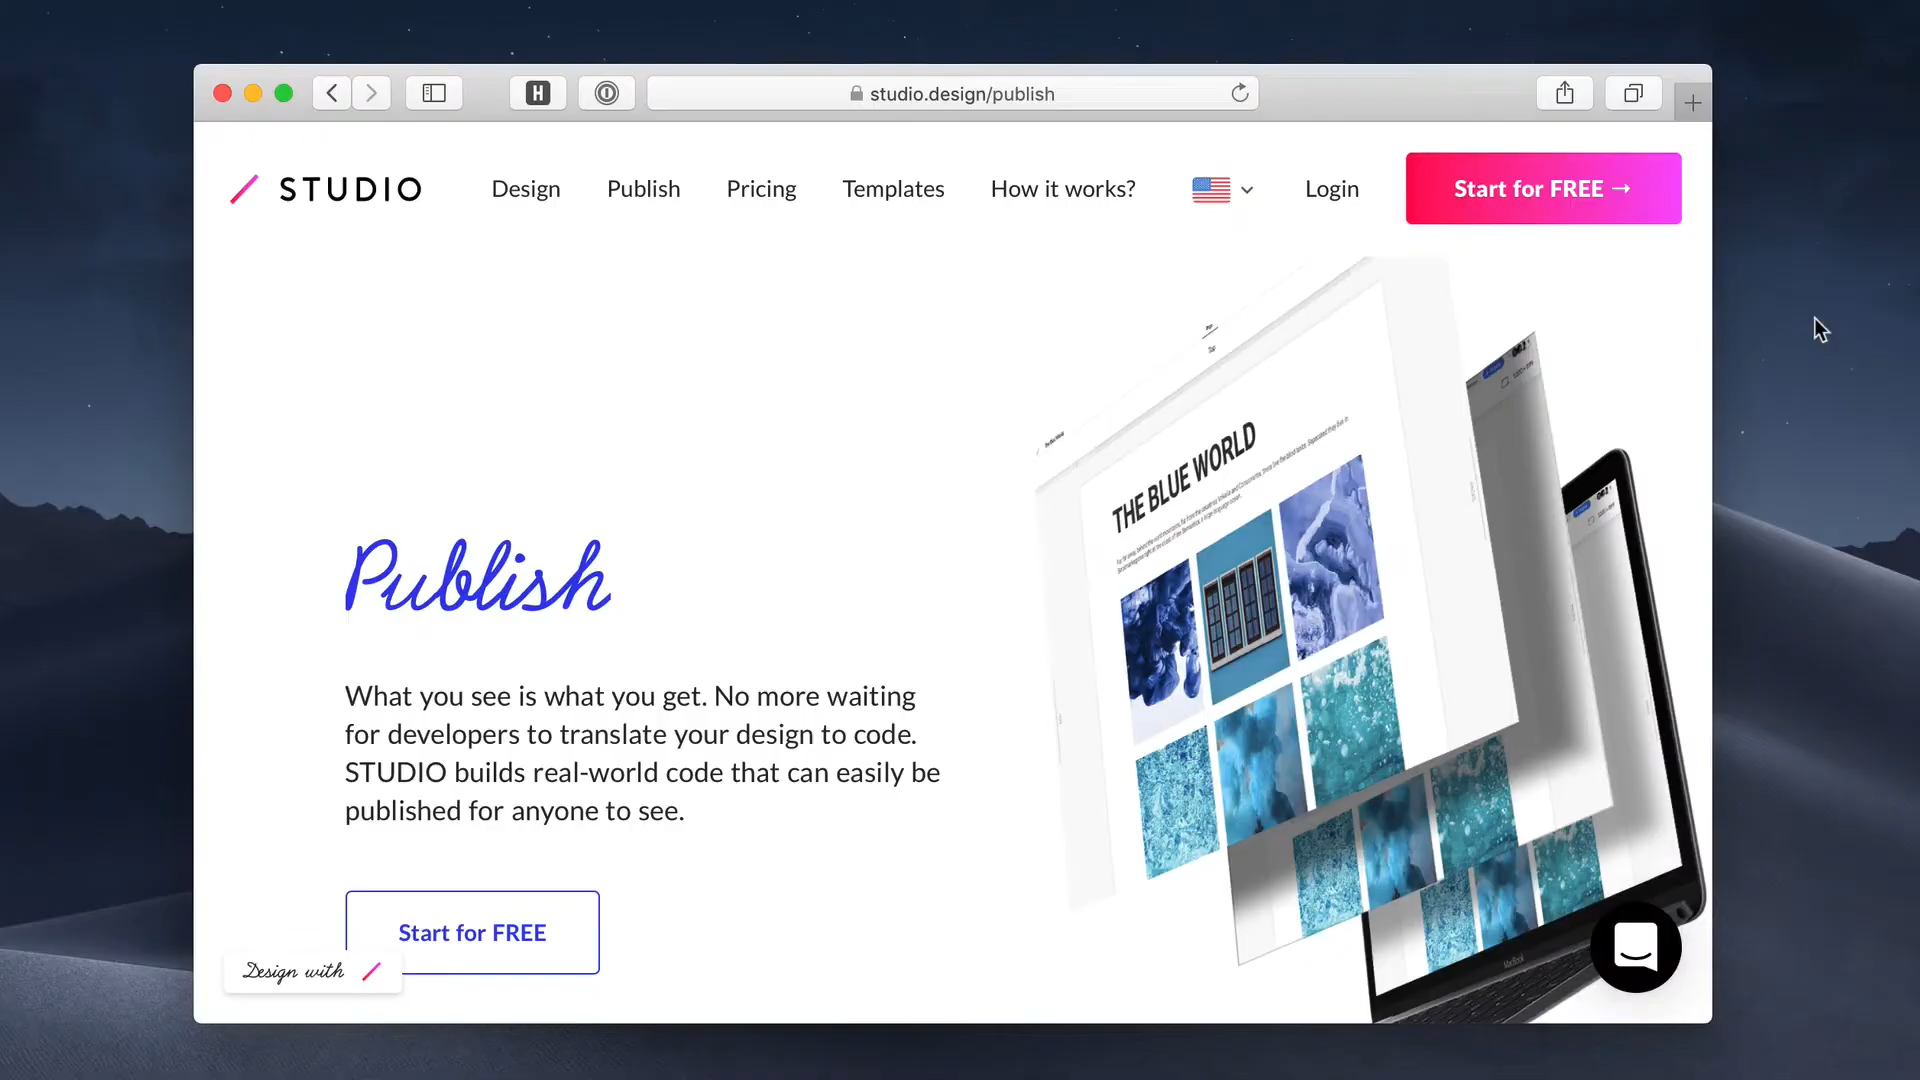 H
studio.design/publish
STUDIO
Design
Publish
Pricing
Templates
How it works?
Login
Start for FREE →
THE BLUE WORLD
Publish
What you see is what you get. No more waiting
for developers to translate your design to code.
STUDIO builds real-world code that can easily be
published for anyone to see.
Start for FREE
Design with
MacBook